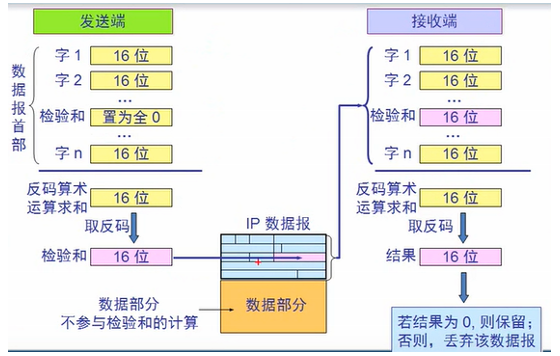 发送端
数据报首部
字 1 16 位
字 2 16 位
...
检验和 置为全 0
...
字 n 16 位
反码算术
运算求和 16 位
取反码
检验和 16 位
数据部分
不参与检验和的计算
IP 数据报
数据部分
接收端
字 1 16 位
字 2 16 位
...
检验和 16 位
...
字 n 16 位
反码算术
运算求和 16 位
取反码
结果 16 位
若结果为 0, 则保留；
否则，丢弃该数据报